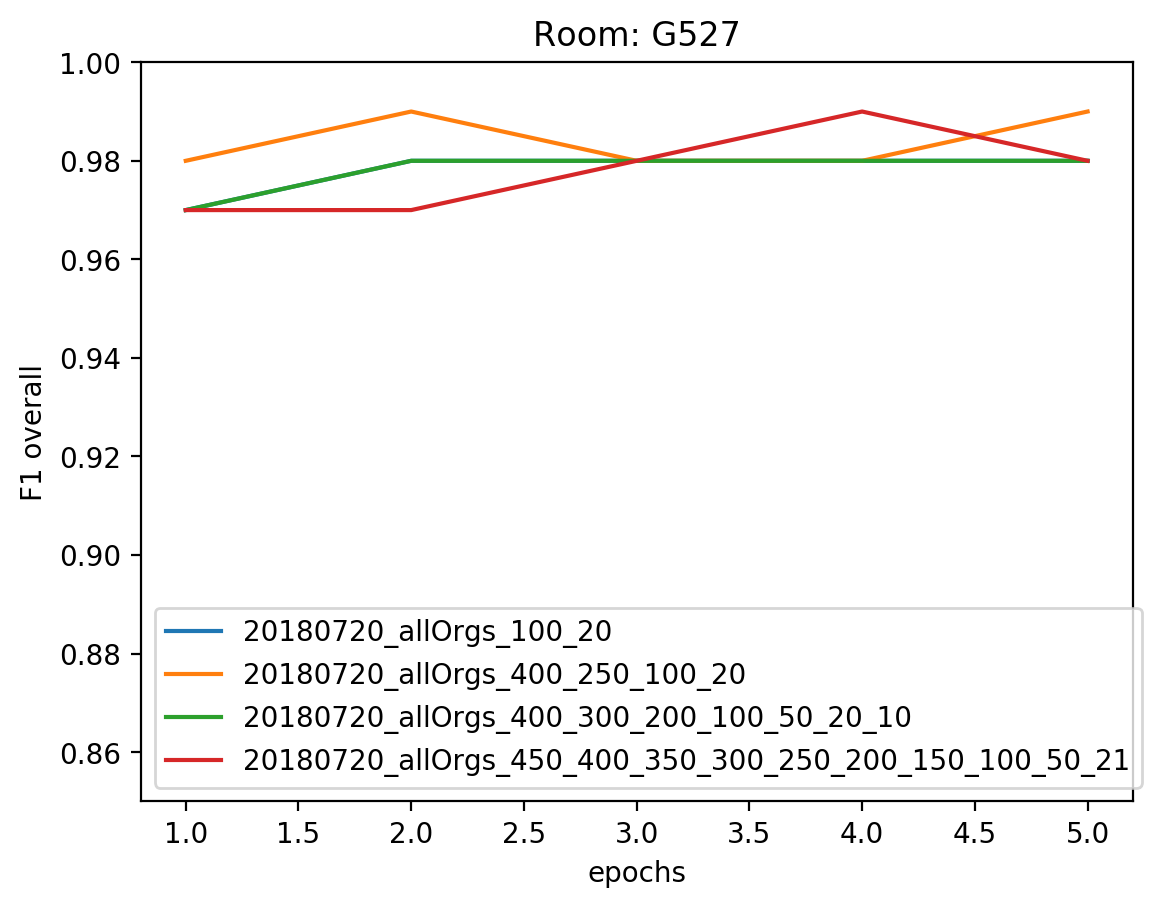 Room: G527
1.00
0.98
0.96
0.94
0.92
0.90
0.88
0.86
F1 overall
20180720_allOrgs_100_20
20180720_allOrgs_400_250_100_20
20180720_allOrgs_400_300_200_100_50_20_10
20180720_allOrgs_450_400_350_300_250_200_150_100_50_21
1.0 1.5 2.0 2.5 3.0 3.5 4.0 4.5 5.0
epochs